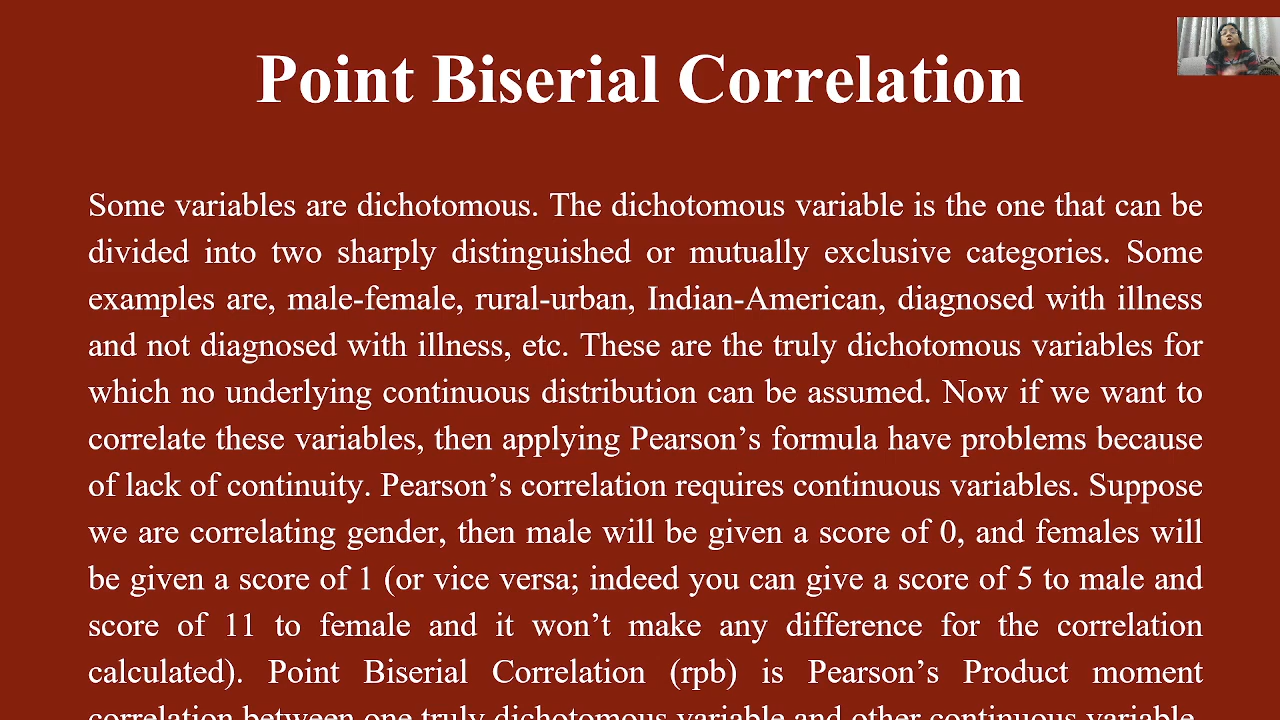 Point Biserial Correlation
Some variables are dichotomous. The dichotomous variable is the one that can be
divided into two sharply distinguished or mutually exclusive categories. Some
examples are, male-female, rural-urban, Indian-American, diagnosed with illness
and not diagnosed with illness, etc. These are the truly dichotomous variables for
which no underlying continuous distribution can be assumed. Now if we want to
correlate these variables, then applying Pearson’s formula have problems because
of lack of continuity. Pearson’s correlation requires continuous variables. Suppose
we are correlating gender, then male will be given a score of 0, and females will
be given a score of 1 (or vice versa; indeed you can give a score of 5 to male and
score of 11 to female and it won’t make any difference for the correlation
calculated). Point Biserial Correlation (rpb) is Pearson’s Product moment
correlation between one truly dichotomous variable and other continuous variable.